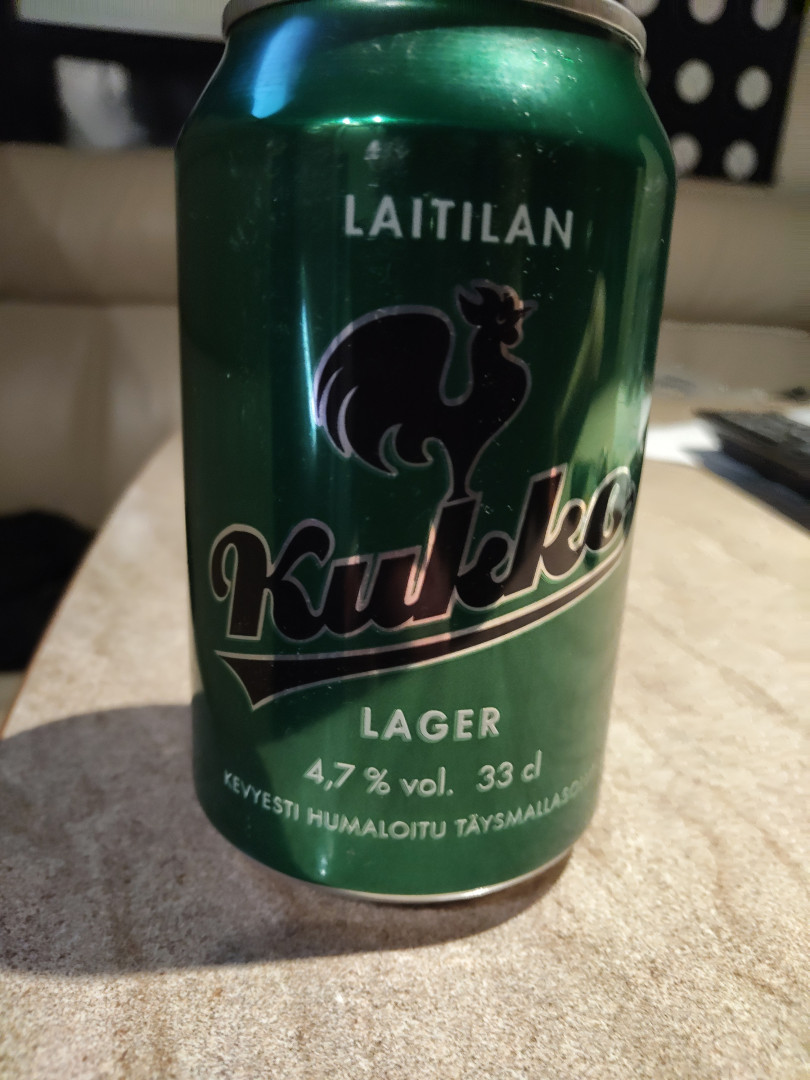 LAITILAN
Kukko
LAGER
4,7 % vol. 33 cl
KEVYESTI HUMALOITU